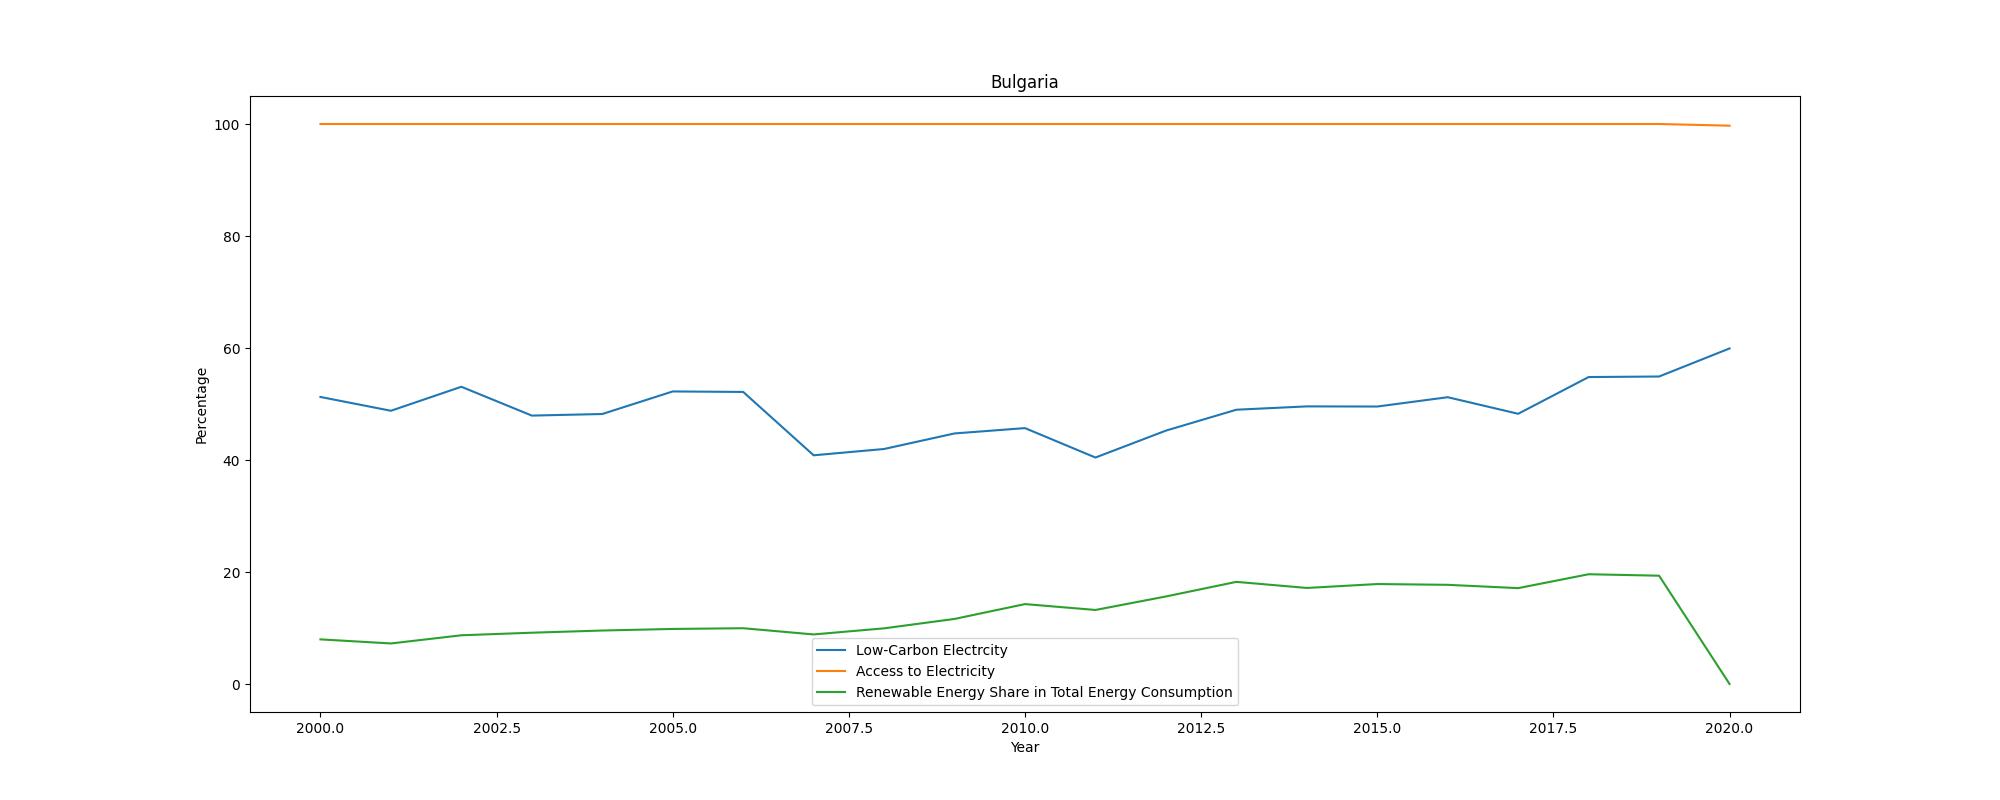 Bulgaria
Percentage
100
80
60
40
20
0
Low-Carbon Electrcity
Access to Electricity
Renewable Energy Share in Total Energy Consumption
2000.0 2002.5 2005.0 2007.5 2010.0 2012.5 2015.0 2017.5 2020.0
Year